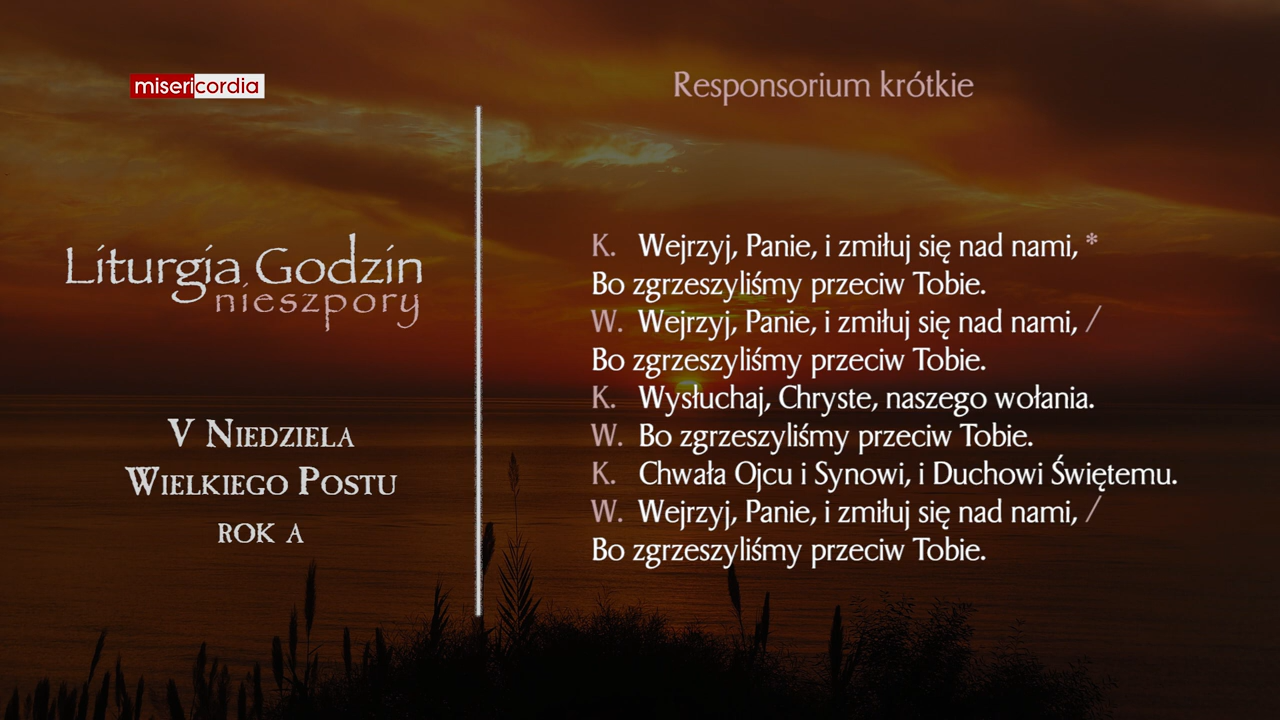 misericordia
Liturgia Godzin
nieszpory
V Niedziela
Wielkiego Postu
rok A
Responsorium krótkie
K. Wejrzyj, Panie, i zmiłuj się nad nami, *
Bo zgrzeszyliśmy przeciw Tobie.
W. Wejrzyj, Panie, i zmiłuj się nad nami, /
Bo zgrzeszyliśmy przeciw Tobie.
K. Wysłuchaj, Chryste, naszego wołania.
W. Bo zgrzeszyliśmy przeciw Tobie.
K. Chwała Ojcu i Synowi, i Duchowi Świętemu.
W. Wejrzyj, Panie, i zmiłuj się nad nami, /
Bo zgrzeszyliśmy przeciw Tobie.